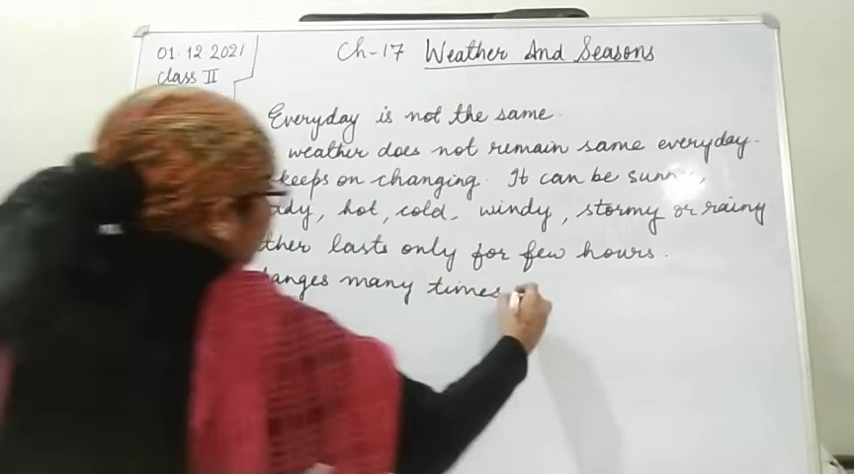 01.12.2021
Class II
Ch-17 Weather And Seasons
Everyday is not the same.
weather does not remain same everyday.
keeps on changing. It can be
hot, cold, windy, stormy or rainy
lasts only for few hours.
many times